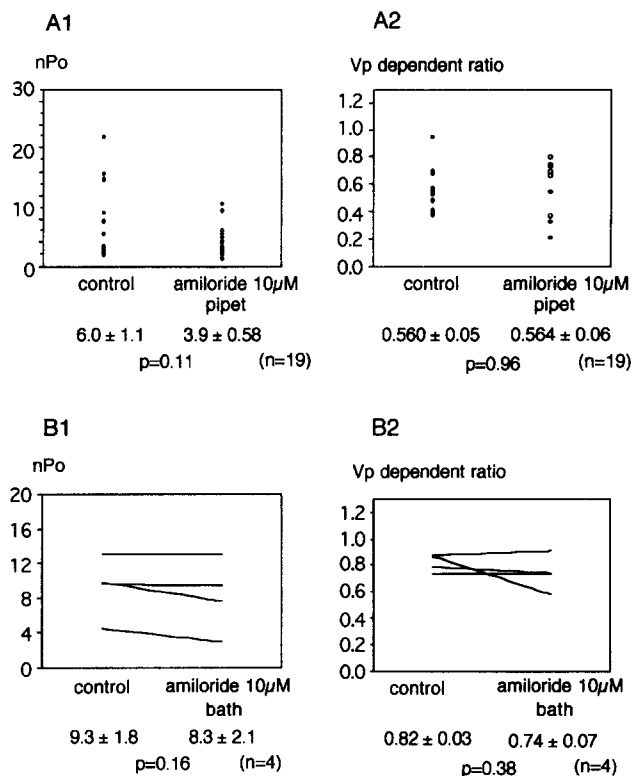 A1
nPo
30
20
10
0
control
amiloride 10µM
pipet
6.0 ± 1.1
3.9 ± 0.58
p=0.11
(n=19)
A2
Vp dependent ratio
1.2
1.0
0.8
0.6
0.4
0.2
0.0
control
amiloride 10µM
pipet
0.560 ± 0.05
0.564 ± 0.06
p=0.96
(n=19)
B1
nPo
20
16
12
8
4
0
control
amiloride 10µM
bath
9.3 ± 1.8
8.3 ± 2.1
p=0.16
(n=4)
B2
Vp dependent ratio
1.2
1.0
0.8
0.6
0.4
0.2
0.0
control
amiloride 10µM
bath
0.82 ± 0.03
0.74 ± 0.07
p=0.38
(n=4)